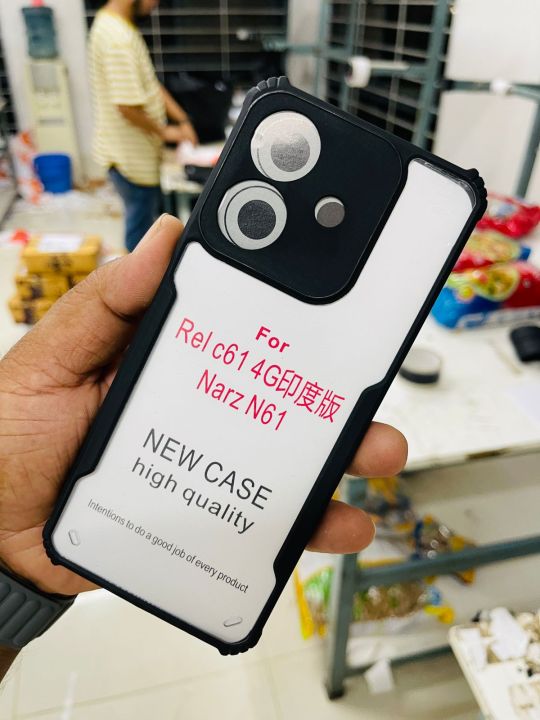 For
Rel c61 4G印度版
Narz N61
NEW CASE
high quality
Intentions to do a good job of every product